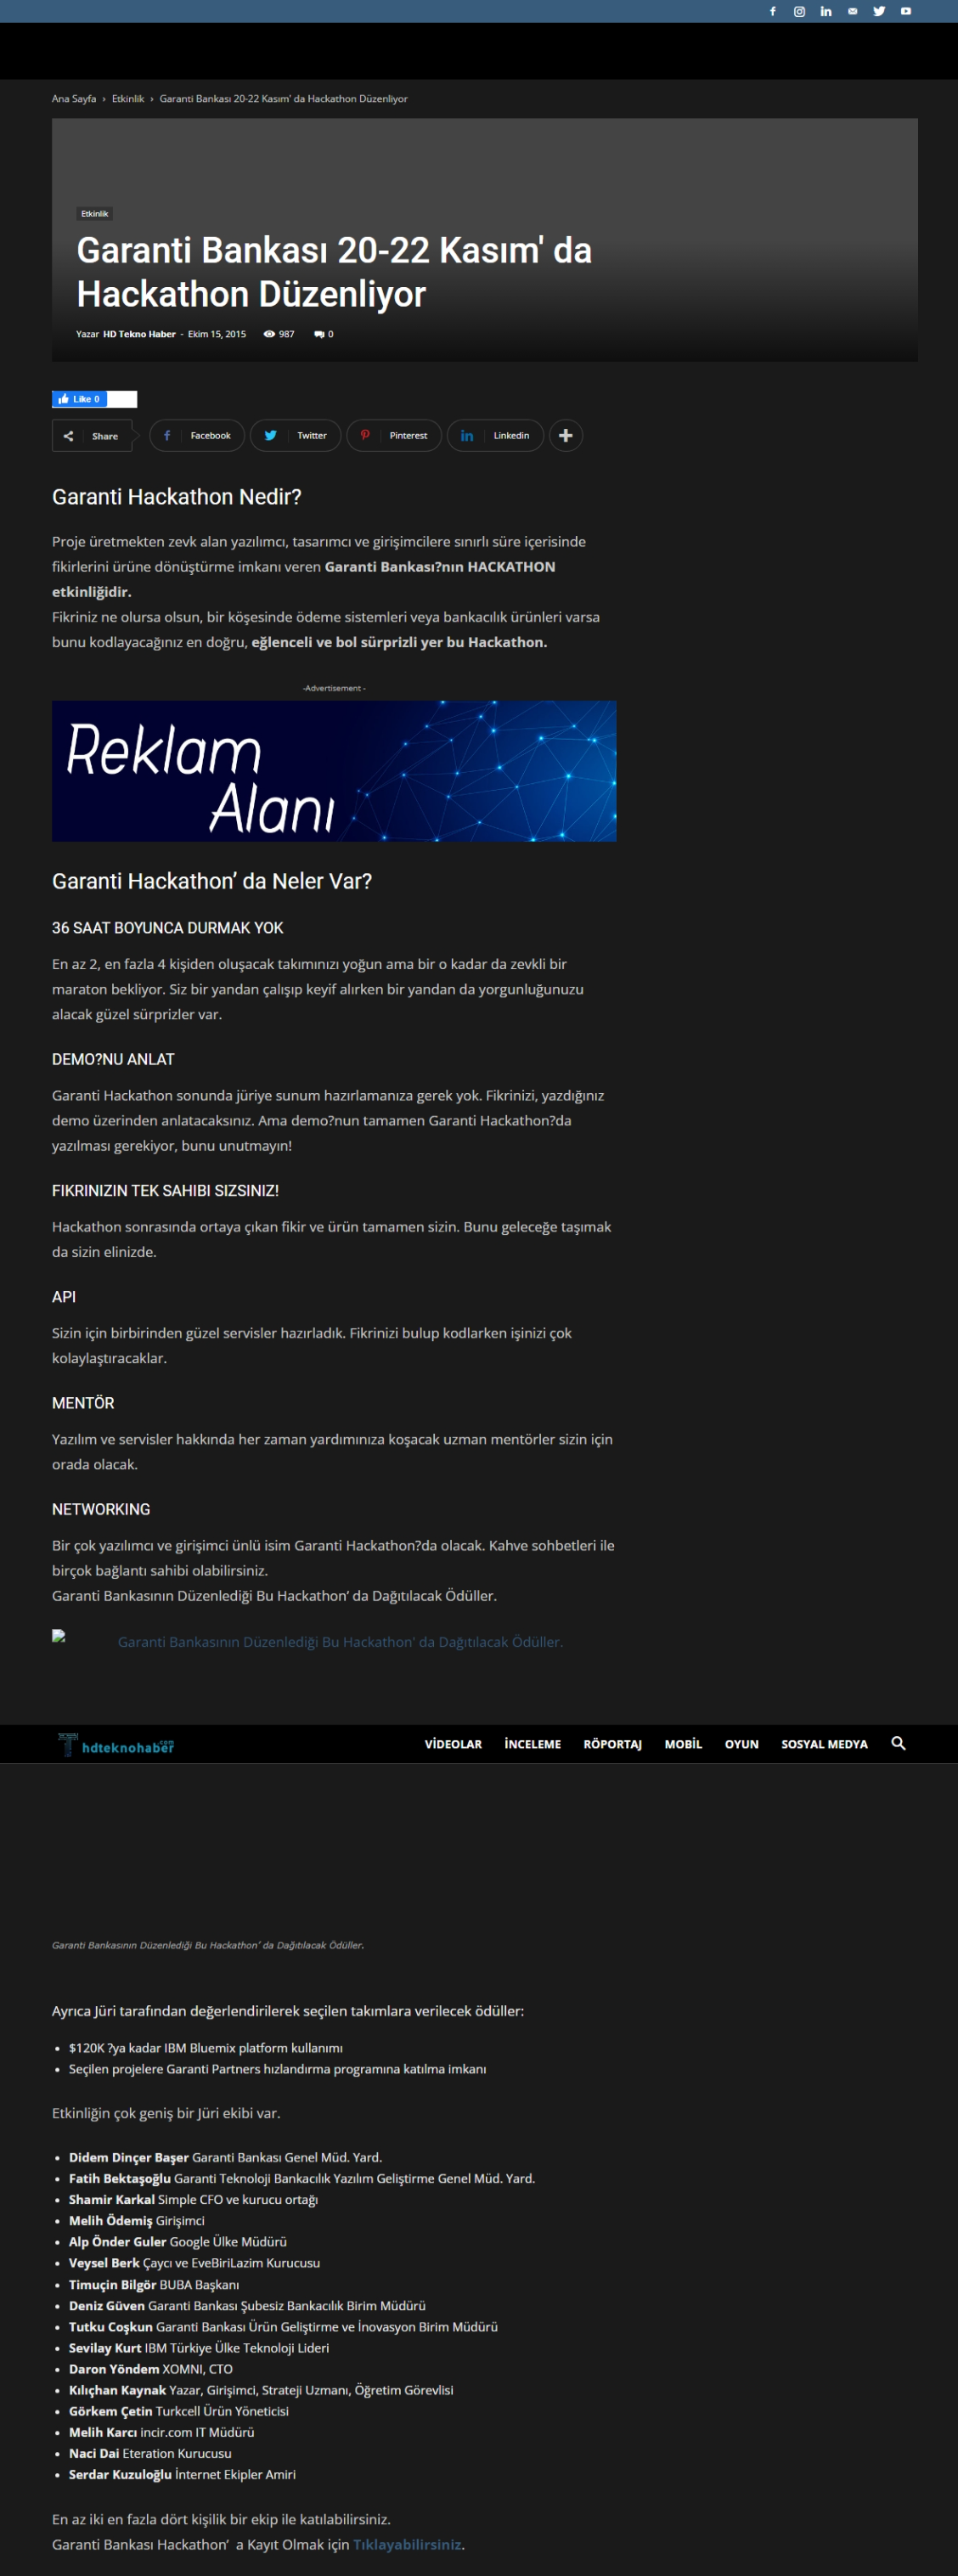 Ana Sayfa › Etkinlik › Garanti Bankası 20-22 Kasım' da Hackathon Düzenliyor
Etkinlik
Garanti Bankası 20-22 Kasım' da
Hackathon Düzenliyor
Yazar HD Tekno Haber - Ekim 15, 2015 987 0
Like 0
Share Facebook Twitter Pinterest Linkedin
Garanti Hackathon Nedir?
Proje üretmekten zevk alan yazılımcı, tasarımcı ve girişimcilere sınırlı süre içerisinde
fikirlerini ürüne dönüştürme imkanı veren Garanti Bankası?nın HACKATHON
etkinliğidir.
Fikriniz ne olursa olsun, bir köşesinde ödeme sistemleri veya bankacılık ürünleri varsa
bunu kodlayacağınız en doğru, eğlenceli ve bol sürprizli yer bu Hackathon.
-Advertisement -
Reklam
Alanı
Garanti Hackathon’ da Neler Var?
36 SAAT BOYUNCA DURMAK YOK
En az 2, en fazla 4 kişiden oluşacak takımınızı yoğun ama bir o kadar da zevkli bir
maraton bekliyor. Siz bir yandan çalışıp keyif alırken bir yandan da yorgunluğunuzu
alacak güzel sürprizler var.
DEMO?NU ANLAT
Garanti Hackathon sonunda jüriye sunum hazırlamanıza gerek yok. Fikrinizi, yazdığınız
demo üzerinden anlatacaksınız. Ama demo?nun tamamen Garanti Hackathon?da
yazılması gerekiyor, bunu unutmayın!
FIKRINIZIN TEK SAHIBI SIZSINIZ!
Hackathon sonrasında ortaya çıkan fikir ve ürün tamamen sizin. Bunu geleceğe taşımak
da sizin elinizde.
API
Sizin için birbirinden güzel servisler hazırladık. Fikrinizi bulup kodlarken işinizi çok
kolaylaştıracaklar.
MENTÖR
Yazılım ve servisler hakkında her zaman yardımınıza koşacak uzman mentörler sizin için
orada olacak.
NETWORKING
Bir çok yazılımcı ve girişimci ünlü isim Garanti Hackathon?da olacak. Kahve sohbetleri ile
birçok bağlantı sahibi olabilirsiniz.
Garanti Bankasının Düzenlediği Bu Hackathon’ da Dağıtılacak Ödüller.
Garanti Bankasının Düzenlediği Bu Hackathon' da Dağıtılacak Ödüller.
hdteknohaber .com VİDEOLAR İNCELEME RÖPORTAJ MOBİL OYUN SOSYAL MEDYA
Garanti Bankasının Düzenlediği Bu Hackathon’ da Dağıtılacak Ödüller.
Ayrıca Jüri tarafından değerlendirilerek seçilen takımlara verilecek ödüller:
• $120K ?ya kadar IBM Bluemix platform kullanımı
• Seçilen projelere Garanti Partners hızlandırma programına katılma imkanı
Etkinliğin çok geniş bir Jüri ekibi var.
• Didem Dinçer Başer Garanti Bankası Genel Müd. Yard.
• Fatih Bektaşoğlu Garanti Teknoloji Bankacılık Yazılım Geliştirme Genel Müd. Yard.
• Shamir Karkal Simple CFO ve kurucu ortağı
• Melih Ödemiş Girişimci
• Alp Önder Guler Google Ülke Müdürü
• Veysel Berk Çaycı ve EveBiriLazim Kurucusu
• Timuçin Bilgör BUBA Başkanı
• Deniz Güven Garanti Bankası Şubesiz Bankacılık Birim Müdürü
• Tutku Coşkun Garanti Bankası Ürün Geliştirme ve İnovasyon Birim Müdürü
• Sevilay Kurt IBM Türkiye Ülke Teknoloji Lideri
• Daron Yöndem XOMNI, CTO
• Kılıçhan Kaynak Yazar, Girişimci, Strateji Uzmanı, Öğretim Görevlisi
• Görkem Çetin Turkcell Ürün Yöneticisi
• Melih Karcı incir.com IT Müdürü
• Naci Dai Eteration Kurucusu
• Serdar Kuzuloğlu İnternet Ekipler Amiri
En az iki en fazla dört kişilik bir ekip ile katılabilirsiniz.
Garanti Bankası Hackathon’ a Kayıt Olmak için Tıklayabilirsiniz.